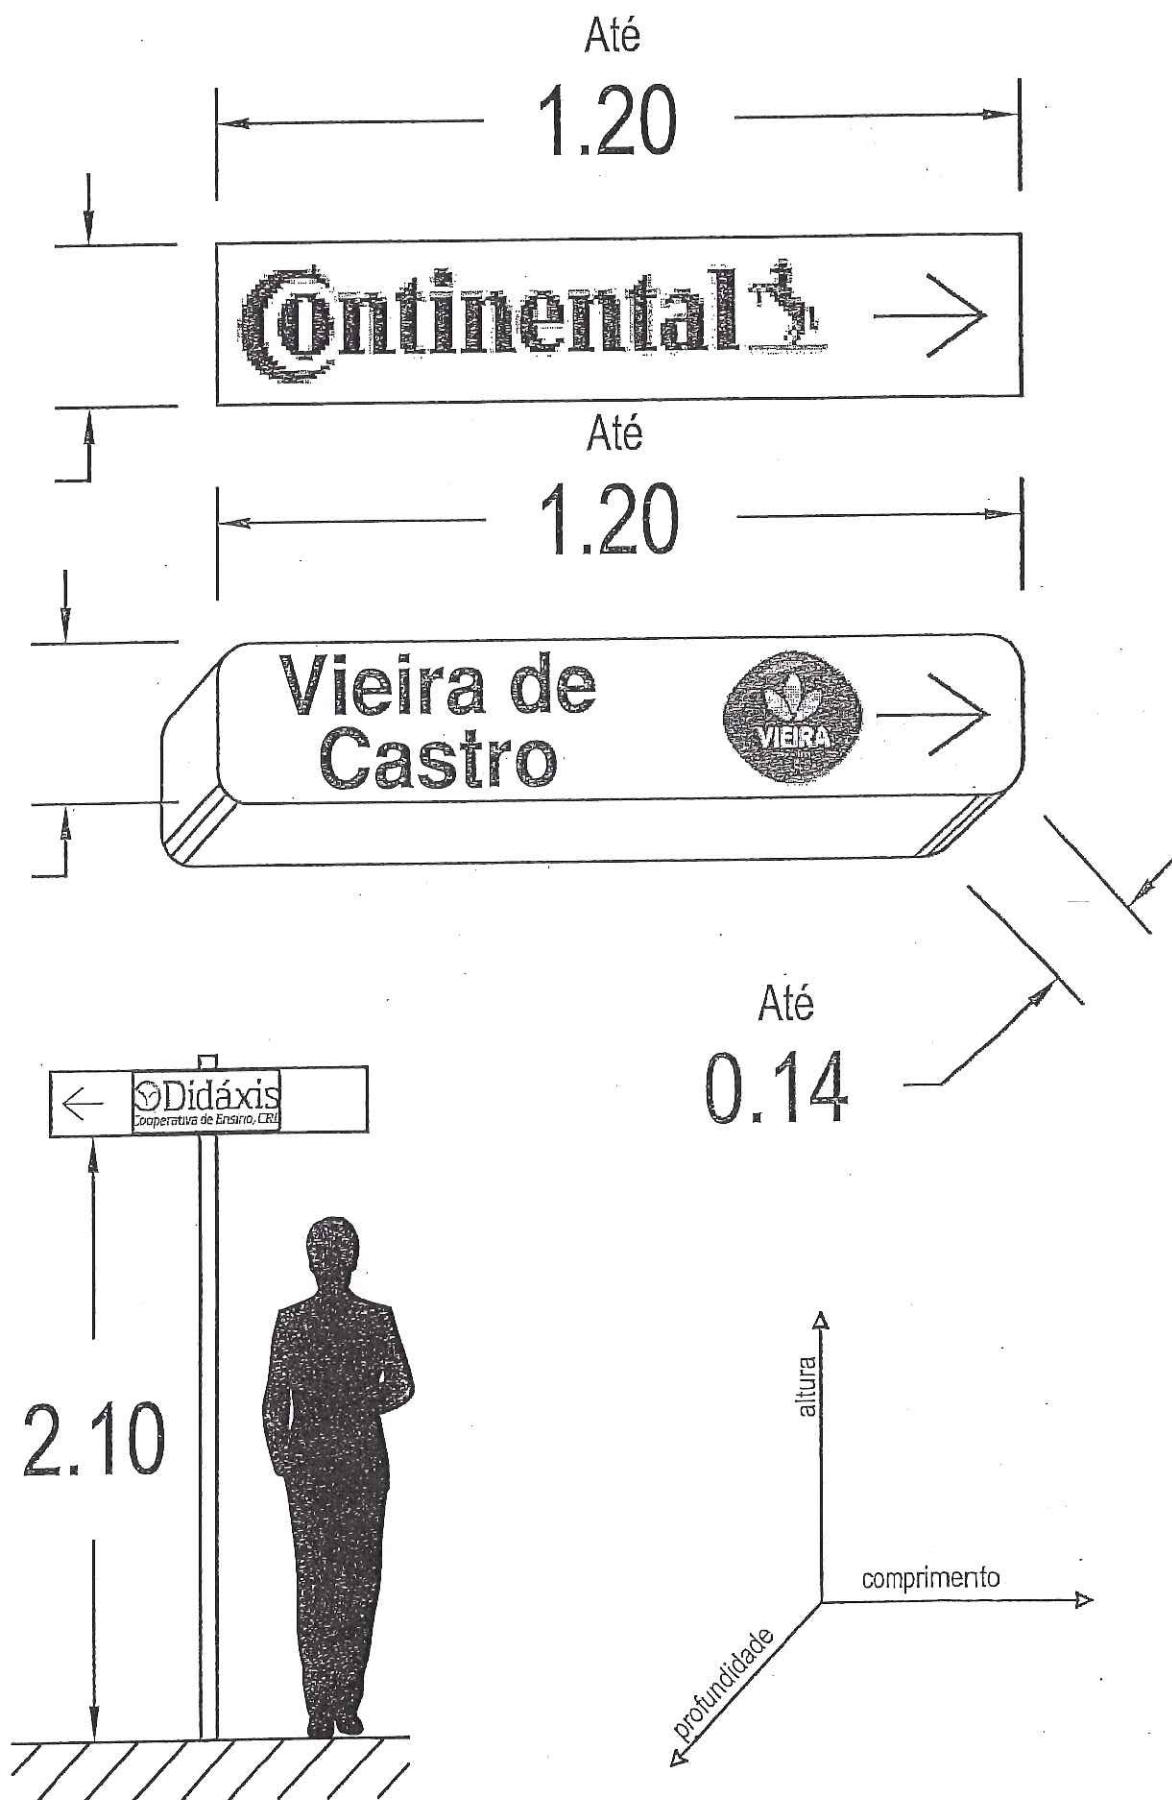 Até
1.20
Continental
Até
1.20
Vieira de
Castro
VIEIRA
Até
0.14
Didáxis
Cooperativa de Ensino, CRL
2.10
altura
comprimento
profundidade